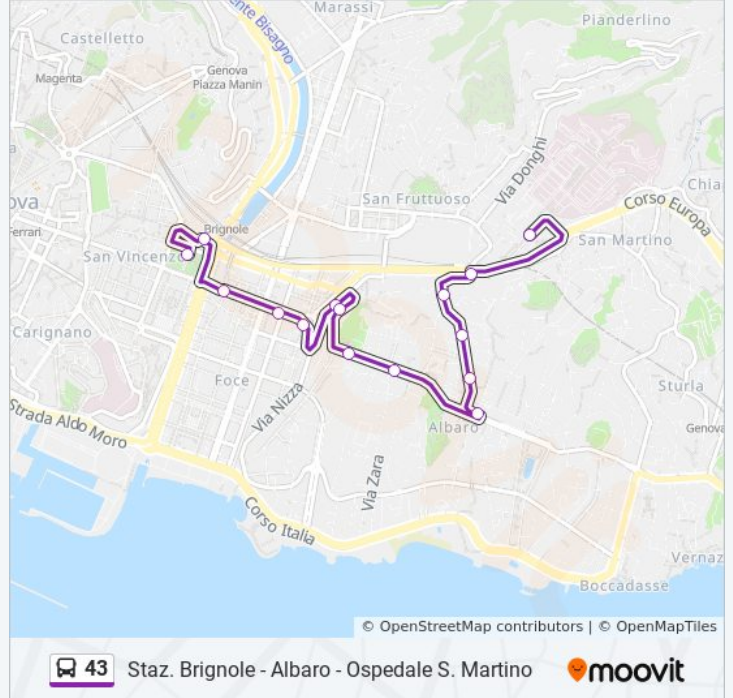 Marassi
ente Bisagno
Pianderlino
Castelletto
Magenta
Genova
Piazza Manin
Via Donghi
San Fruttuoso
Chia
ova
Ferrari
Brignole
Corso Europa
San Martino
San Vincenzo
Carignano
Foce
Sturla
Via Nizza
Strada Aldo Moro
Albaro
Genova
Via Zara
Corso Italia
Vernaz
Boccadasse
© OpenStreetMap contributors | © OpenMapTiles
43 Staz. Brignole - Albaro - Ospedale S. Martino moovit